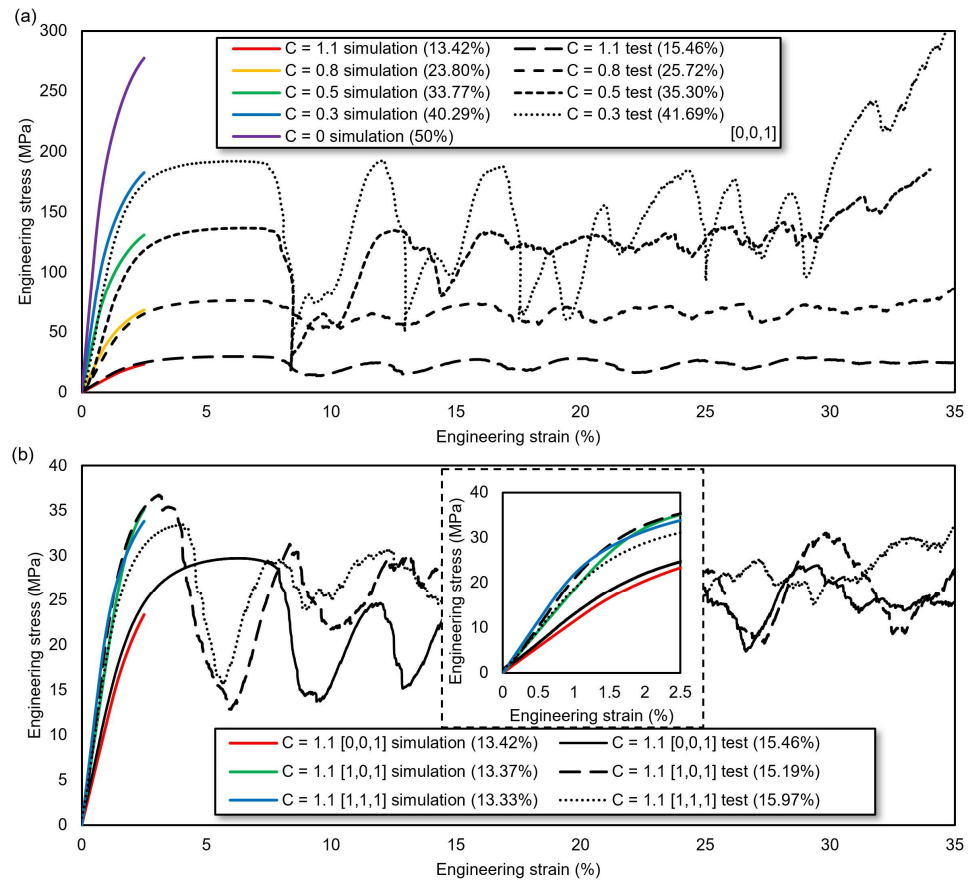 (a)
300
250
200
150
100
50
0
Engineering stress (MPa)
C = 1.1 simulation (13.42%)
C = 1.1 test (15.46%)
C = 0.8 simulation (23.80%)
C = 0.8 test (25.72%)
C = 0.5 simulation (33.77%)
C = 0.5 test (35.30%)
C = 0.3 simulation (40.29%)
C = 0.3 test (41.69%)
C = 0 simulation (50%)
[0,0,1]
0 5 10 15 20 25 30 35
Engineering strain (%)
(b)
40
35
30
25
20
15
10
5
0
Engineering stress (MPa)
40
30
20
10
0
Engineering stress (MPa)
0 0.5 1 1.5 2 2.5
Engineering strain (%)
C = 1.1 [0,0,1] simulation (13.42%)
C = 1.1 [0,0,1] test (15.46%)
C = 1.1 [1,0,1] simulation (13.37%)
C = 1.1 [1,0,1] test (15.19%)
C = 1.1 [1,1,1] simulation (13.33%)
C = 1.1 [1,1,1] test (15.97%)
0 5 10 15 20 25 30 35
Engineering strain (%)